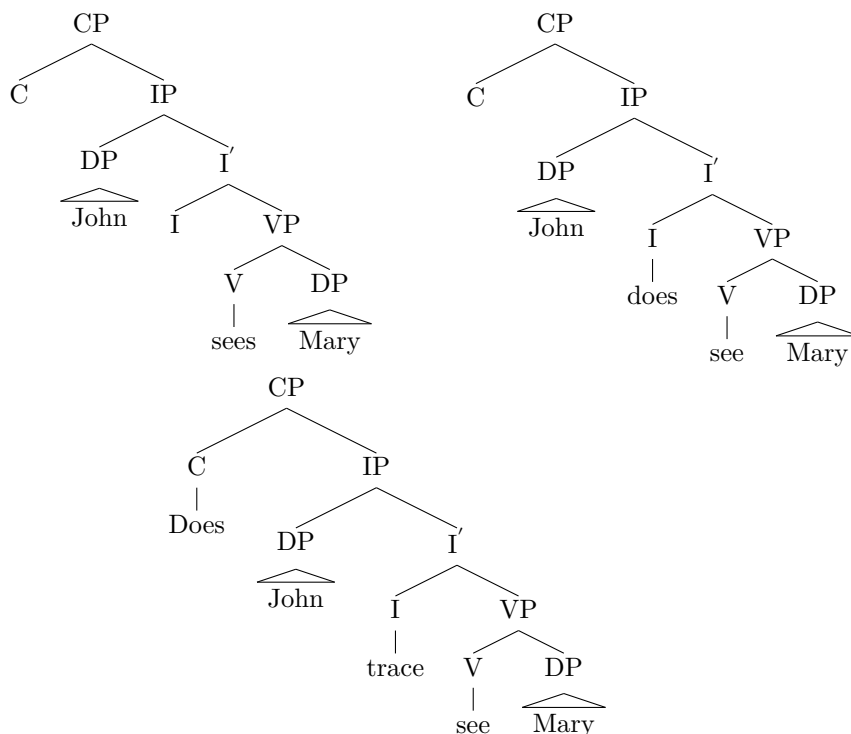 CP CP
C IP C IP
DP I′ DP I′
John I VP John I VP
V DP does V DP
sees Mary see Mary
CP
C IP
Does DP I′
John I VP
trace V DP
see Mary